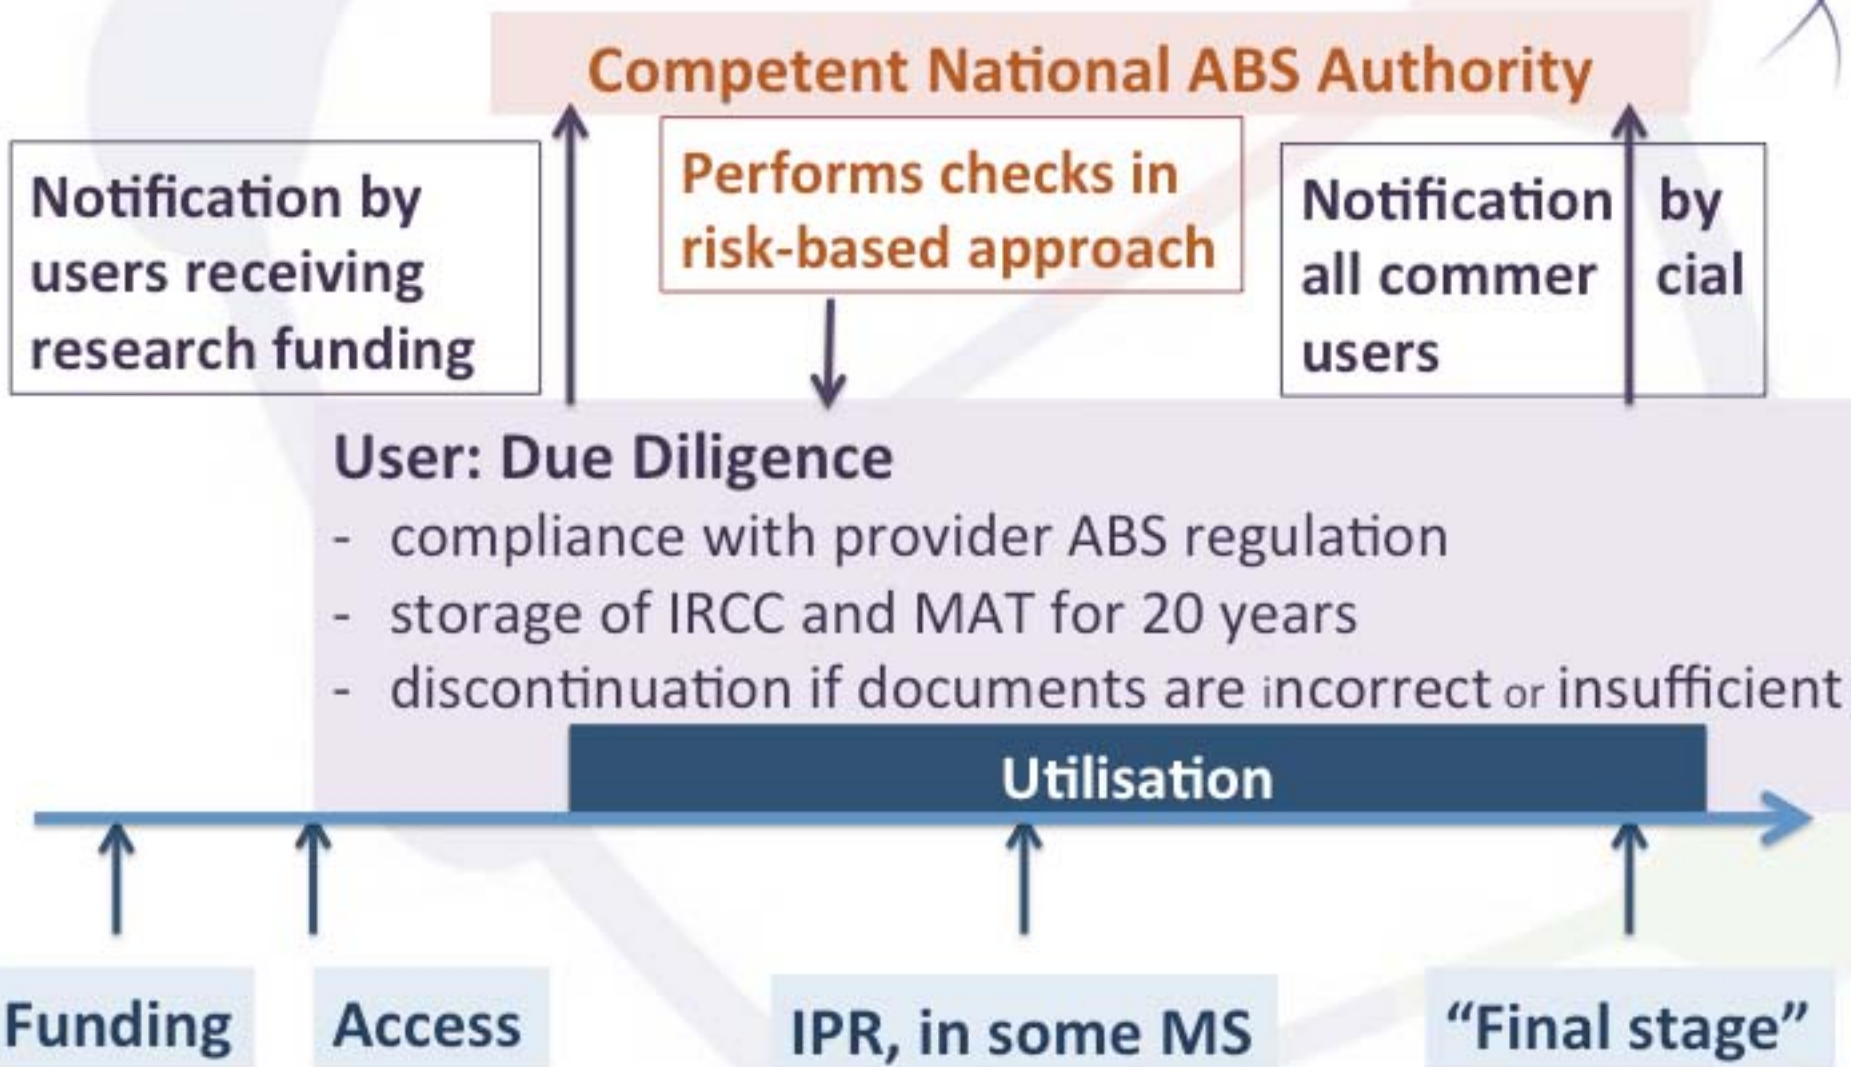 Competent National ABS Authority
Notification by
users receiving
research funding
Performs checks in
risk-based approach
Notification by
all commer cial
users
User: Due Diligence
- compliance with provider ABS regulation
- storage of IRCC and MAT for 20 years
- discontinuation if documents are incorrect or insufficient
Utilisation
Funding
Access
IPR, in some MS
“Final stage”